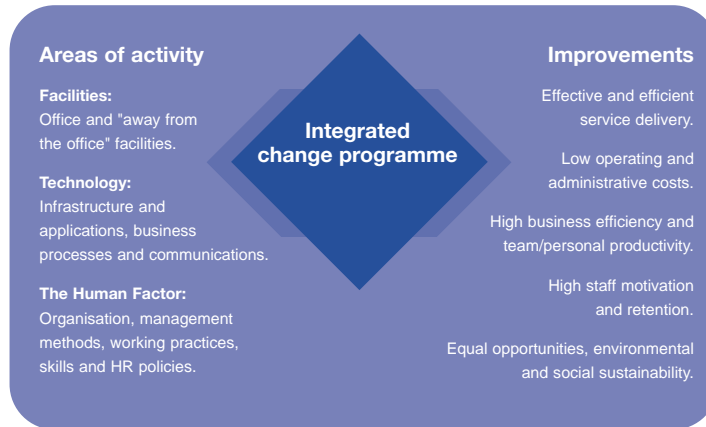 Areas of activity
Facilities:
Office and "away from
the office" facilities.
Technology:
Infrastructure and
applications, business
processes and communications.
The Human Factor:
Organisation, management
methods, working practices,
skills and HR policies.
Integrated
change programme
Improvements
Effective and efficient
service delivery.
Low operating and
administrative costs.
High business efficiency and
team/personal productivity.
High staff motivation
and retention.
Equal opportunities, environmental
and social sustainability.